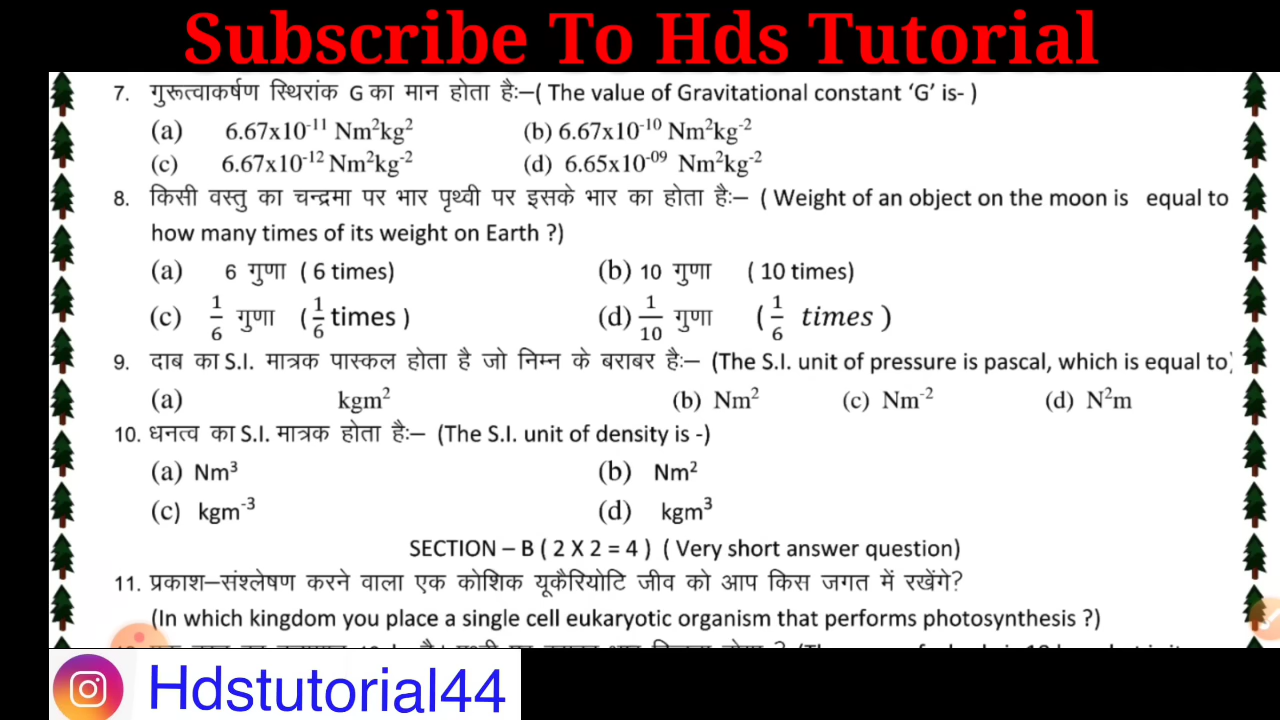 Subscribe To Hds Tutorial
7. गुरूत्वाकर्षण स्थिरांक G का मान होता हैः–( The value of Gravitational constant ‘G’ is- )
(a) 6.67x10⁻¹¹ Nm²kg² (b) 6.67x10⁻¹⁰ Nm²kg⁻²
(c) 6.67x10⁻¹² Nm²kg⁻² (d) 6.65x10⁻⁰⁹ Nm²kg⁻²
8. किसी वस्तु का चन्द्रमा पर भार पृथ्वी पर इसके भार का होता हैः– ( Weight of an object on the moon is equal to
how many times of its weight on Earth ?)
(a) 6 गुणा ( 6 times) (b) 10 गुणा ( 10 times)
(c) 1/6 गुणा ( 1/6 times ) (d) 1/10 गुणा ( 1/6 times )
9. दाब का S.I. मात्रक पास्कल होता है जो निम्न के बराबर हैः– (The S.I. unit of pressure is pascal, which is equal to)
(a) kgm² (b) Nm² (c) Nm⁻² (d) N²m
10. धनत्व का S.I. मात्रक होता हैः– (The S.I. unit of density is -)
(a) Nm³ (b) Nm²
(c) kgm⁻³ (d) kgm³
SECTION – B ( 2 X 2 = 4 ) ( Very short answer question)
11. प्रकाश–संश्लेषण करने वाला एक कोशिक यूकैरियोटि जीव को आप किस जगत में रखेंगे?
(In which kingdom you place a single cell eukaryotic organism that performs photosynthesis ?)
Hdstutorial44